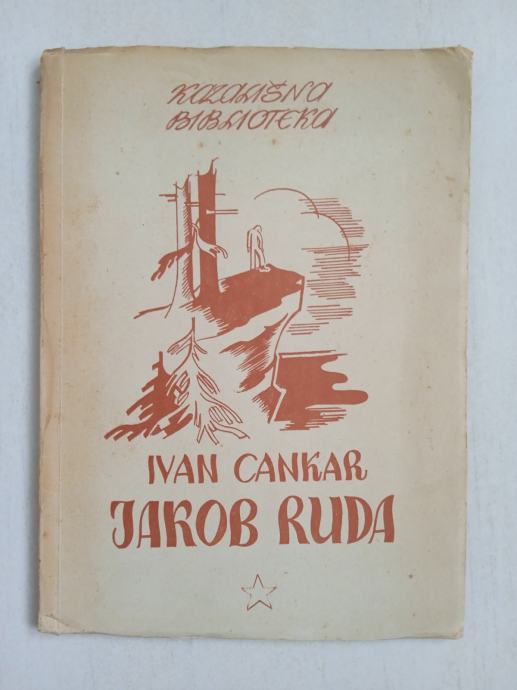 KAZALIŠNA
BIBLIOTEKA
IVAN CANKAR
JAKOB RUDA